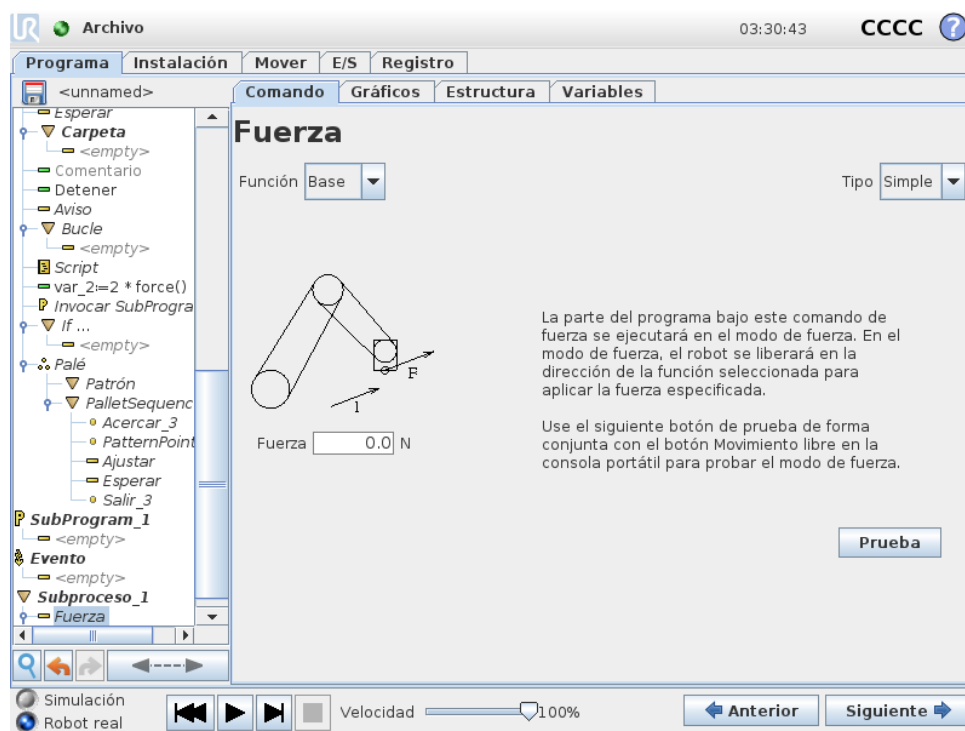 UR Archivo 03:30:43 CCCC ?
Programa Instalación Mover E/S Registro
<unnamed>
Comando Gráficos Estructura Variables
Esperar
Carpeta
<empty>
Comentario
Detener
Aviso
Bucle
<empty>
Script
var_2:=2 * force()
Invocar SubProgra
If ...
<empty>
Palé
Patrón
PalletSequenc
Acercar_3
PatternPoint
Ajustar
Esperar
Salir_3
P SubProgram_1
<empty>
Evento
<empty>
Subproceso_1
Fuerza
Fuerza
Función Base
Tipo Simple
F
1
Fuerza 0.0 N
La parte del programa bajo este comando de
fuerza se ejecutará en el modo de fuerza. En el
modo de fuerza, el robot se liberará en la
dirección de la función seleccionada para
aplicar la fuerza especificada.
Use el siguiente botón de prueba de forma
conjunta con el botón Movimiento libre en la
consola portátil para probar el modo de fuerza.
Prueba
Simulación
Robot real
Velocidad 100%
Anterior Siguiente